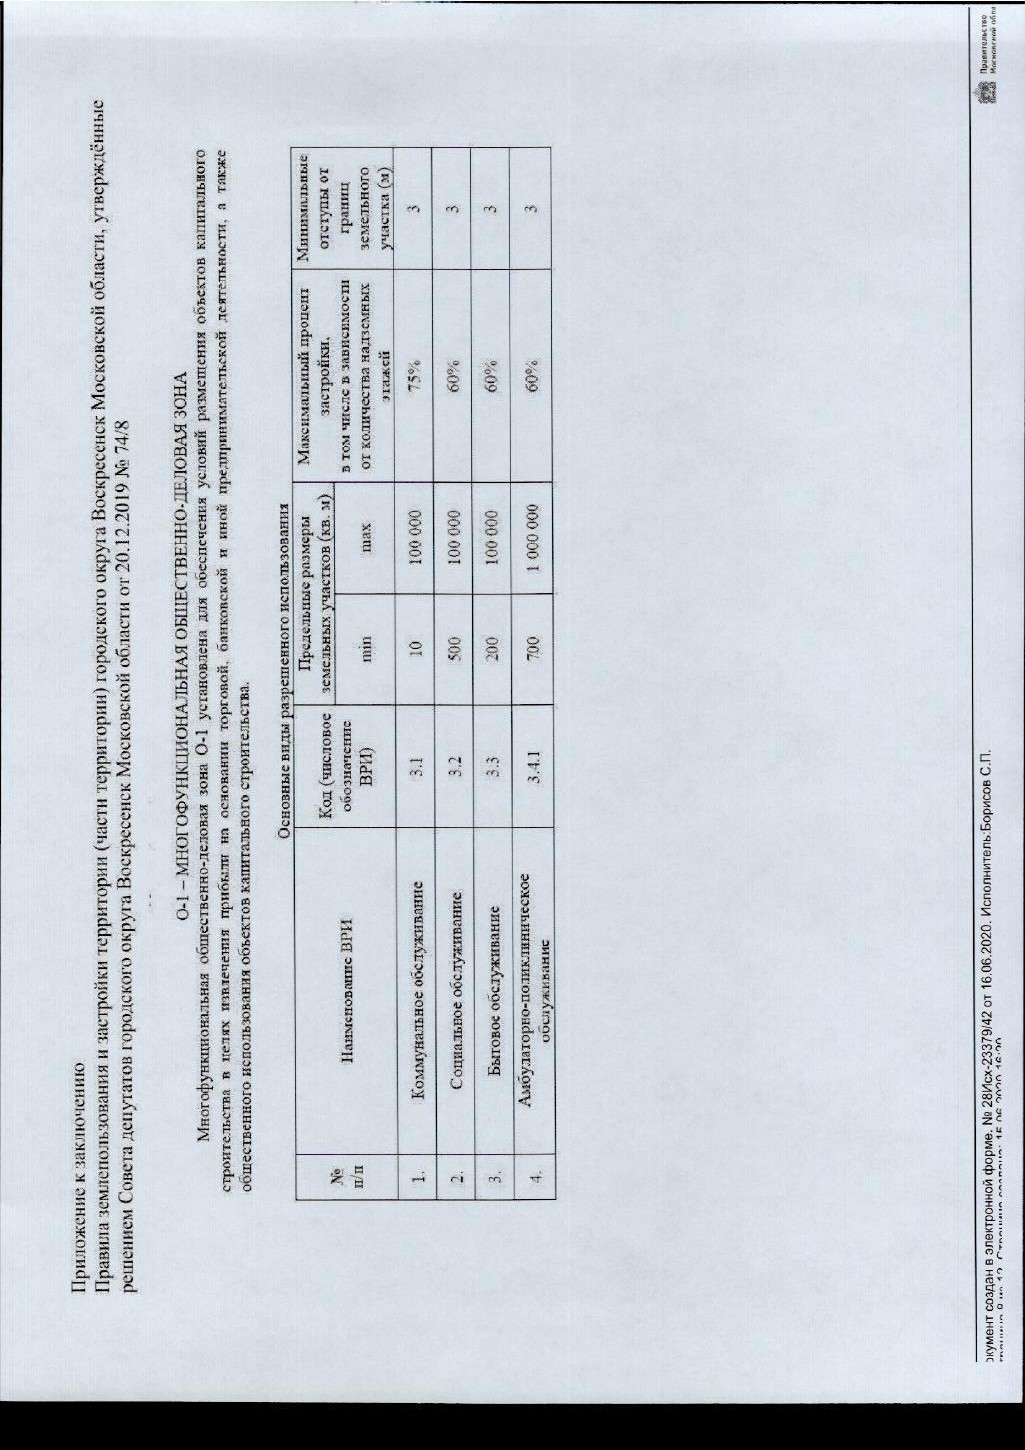 Приложение к заключению
Правила землепользования и застройки территории (части территории) городского округа Воскресенск Московской области, утверждённые
решением Совета депутатов городского округа Воскресенск Московской области от 20.12.2019 № 74/8
О-1 – МНОГОФУНКЦИОНАЛЬНАЯ ОБЩЕСТВЕННО-ДЕЛОВАЯ ЗОНА
Многофункциональная общественно-деловая зона О-1 установлена для обеспечения условий размещения объектов капитального
строительства в целях извлечения прибыли на основании торговой, банковской и иной предпринимательской деятельности, а также
общественного использования объектов капитального строительства.
Основные виды разрешенного использования
№ п/п
Наименование ВРИ
Код (числовое
обозначение
ВРИ)
Предельные размеры
земельных участков (кв. м)
min
max
Максимальный процент
застройки,
в том числе в зависимости
от количества надземных
этажей
Минимальные
отступы от
границ
земельного
участка (м)
1. Коммунальное обслуживание 3.1 10 100 000 75% 3
2. Социальное обслуживание 3.2 500 100 000 60% 3
3. Бытовое обслуживание 3.3 200 100 000 60% 3
4. Амбулаторно-поликлиническое
обслуживание 3.4.1 700 1 000 000 60% 3
окумент создан в электронной форме. № 28Исх-23379/42 от 16.06.2020. Исполнитель:Борисов С.П.
Правительство
Московской обла